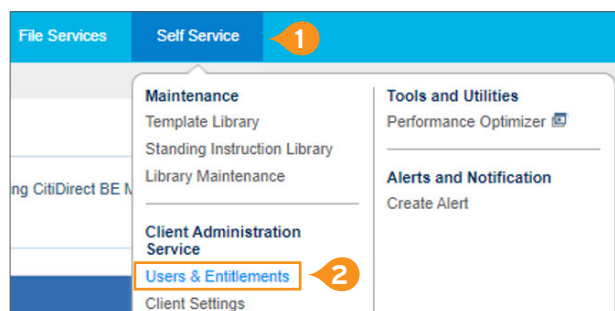 File Services
Self Service
1
Maintenance
Template Library
Standing Instruction Library
Library Maintenance
Client Administration
Service
Users & Entitlements
2
Client Settings
Tools and Utilities
Performance Optimizer
Alerts and Notification
Create Alert
ng CitiDirect BE